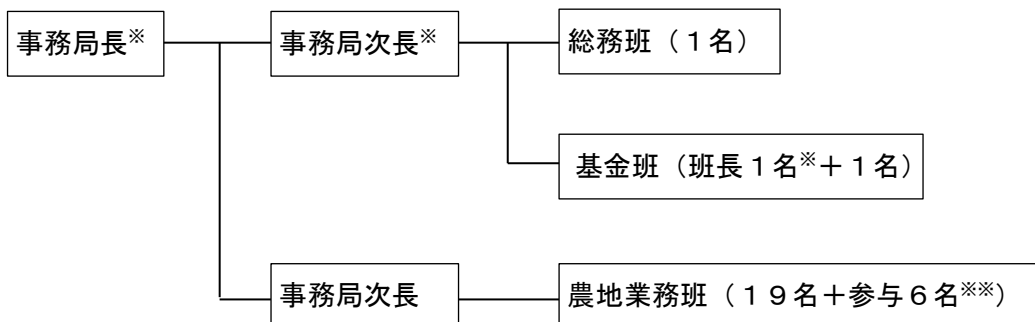 事務局長※
事務局次長※
総務班（１名）
基金班（班長１名※＋１名）
事務局次長
農地業務班（１９名＋参与６名※※）